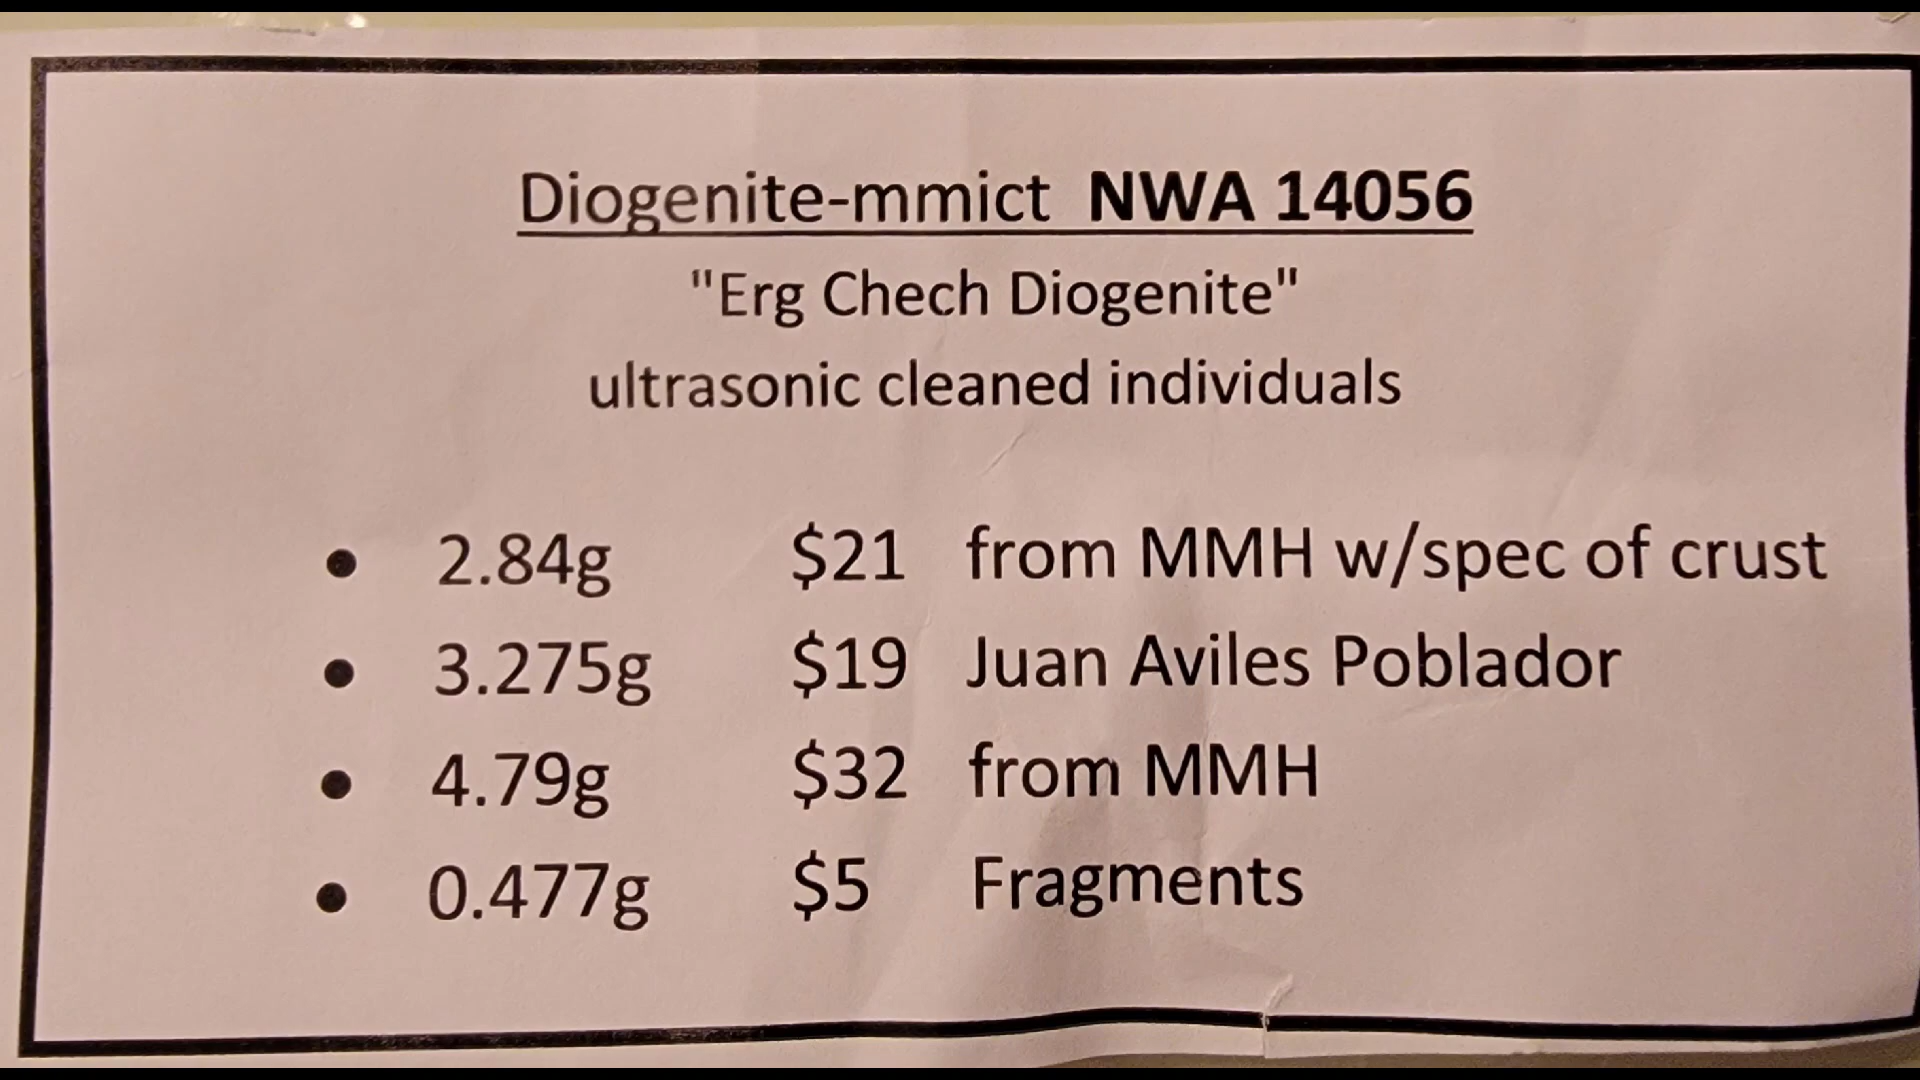 Diogenite-mmict NWA 14056
"Erg Chech Diogenite"
ultrasonic cleaned individuals
• 2.84g $21 from MMH w/spec of crust
• 3.275g $19 Juan Aviles Poblador
• 4.79g $32 from MMH
• 0.477g $5 Fragments